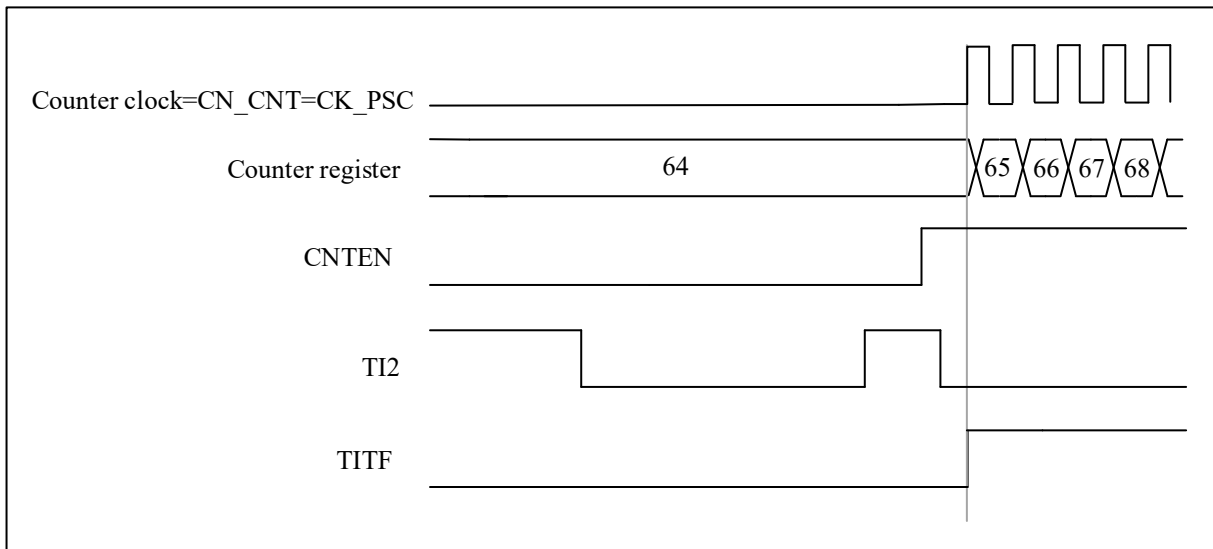 Counter clock=CN_CNT=CK_PSC
Counter register 64 65 66 67 68
CNTEN
TI2
TITF